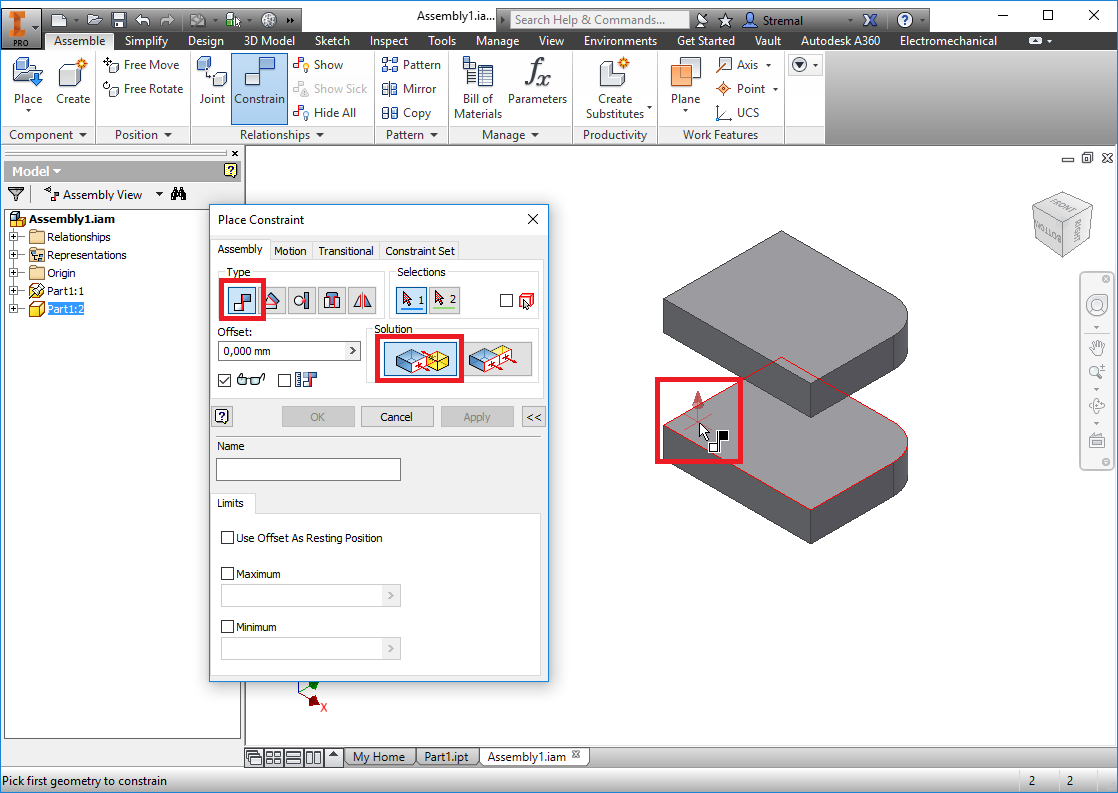 Assembly1.ia...
Search Help & Commands...
Stremal
PRO
Assemble Simplify Design 3D Model Sketch Inspect Tools Manage View Environments Get Started Vault Autodesk A360 Electromechanical
Place
Create
Free Move
Free Rotate
Joint
Constrain
Show
Show Sick
Hide All
Pattern
Mirror
Copy
Bill of
Materials
fx
Parameters
Create
Substitutes
Plane
Axis
Point
UCS
Component Position Relationships Pattern Manage Productivity Work Features
Model
Assembly View
Assembly1.iam
Relationships
Representations
Origin
Part1:1
Part1:2
Place Constraint
Assembly Motion Transitional Constraint Set
Type
Selections
1 2
Offset:
0,000 mm
Solution
OK Cancel Apply <<
Name
Limits
Use Offset As Resting Position
Maximum
Minimum
FRONT
BOTTOM
RIGHT
X
My Home Part1.ipt Assembly1.iam
Pick first geometry to constrain
2 2